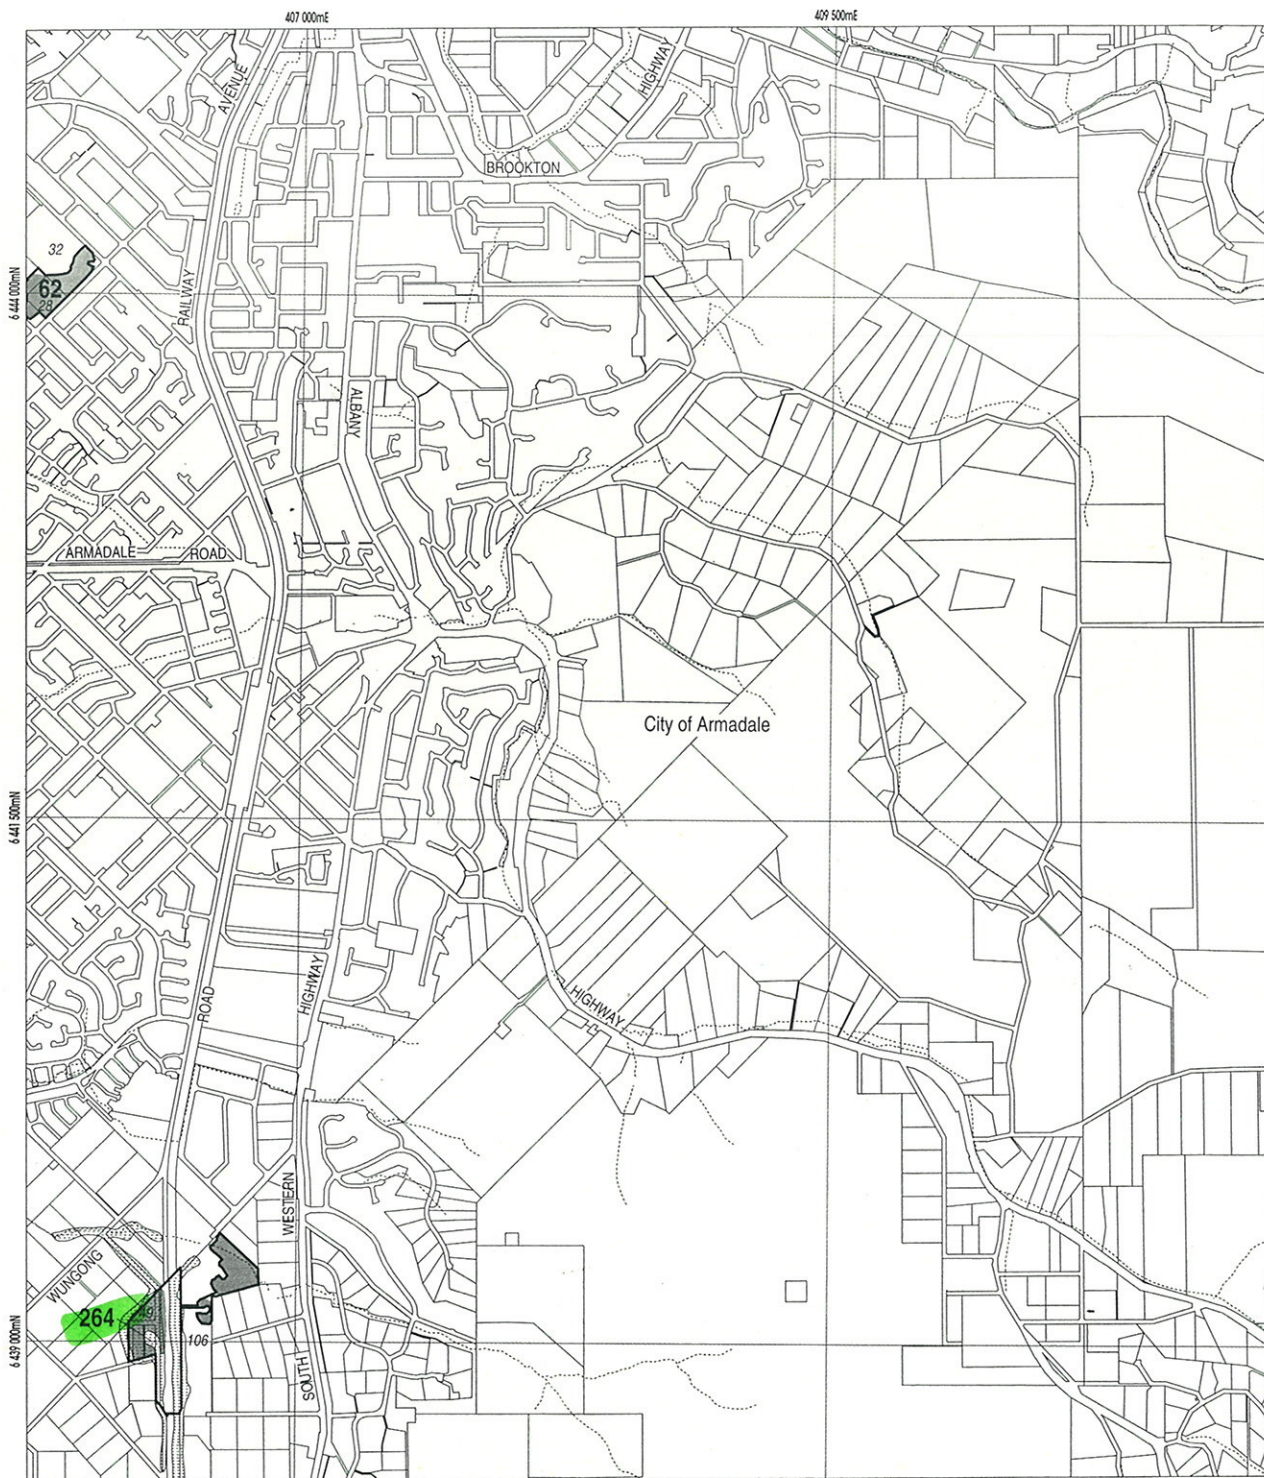 407 000mE
409 500mE
AVENUE
HIGHWAY
BROOKTON
32
62
28
6 444 000mN
RAILWAY
ALBANY
ARMADALE ROAD
City of Armadale
6 441 500mN
ROAD
HIGHWAY
HIGHWAY
WESTERN
WUNGONG
264
106
6 439 000mN
SOUTH